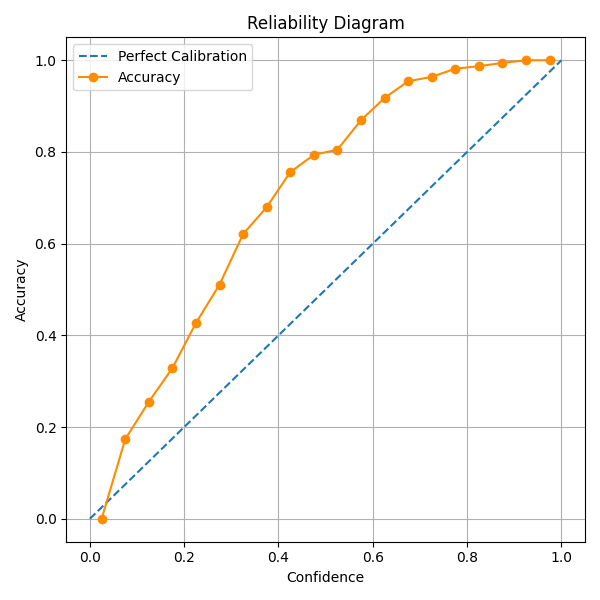 Reliability Diagram
Perfect Calibration
Accuracy
1.0
0.8
0.6
0.4
0.2
0.0
Accuracy
0.0 0.2 0.4 0.6 0.8 1.0
Confidence